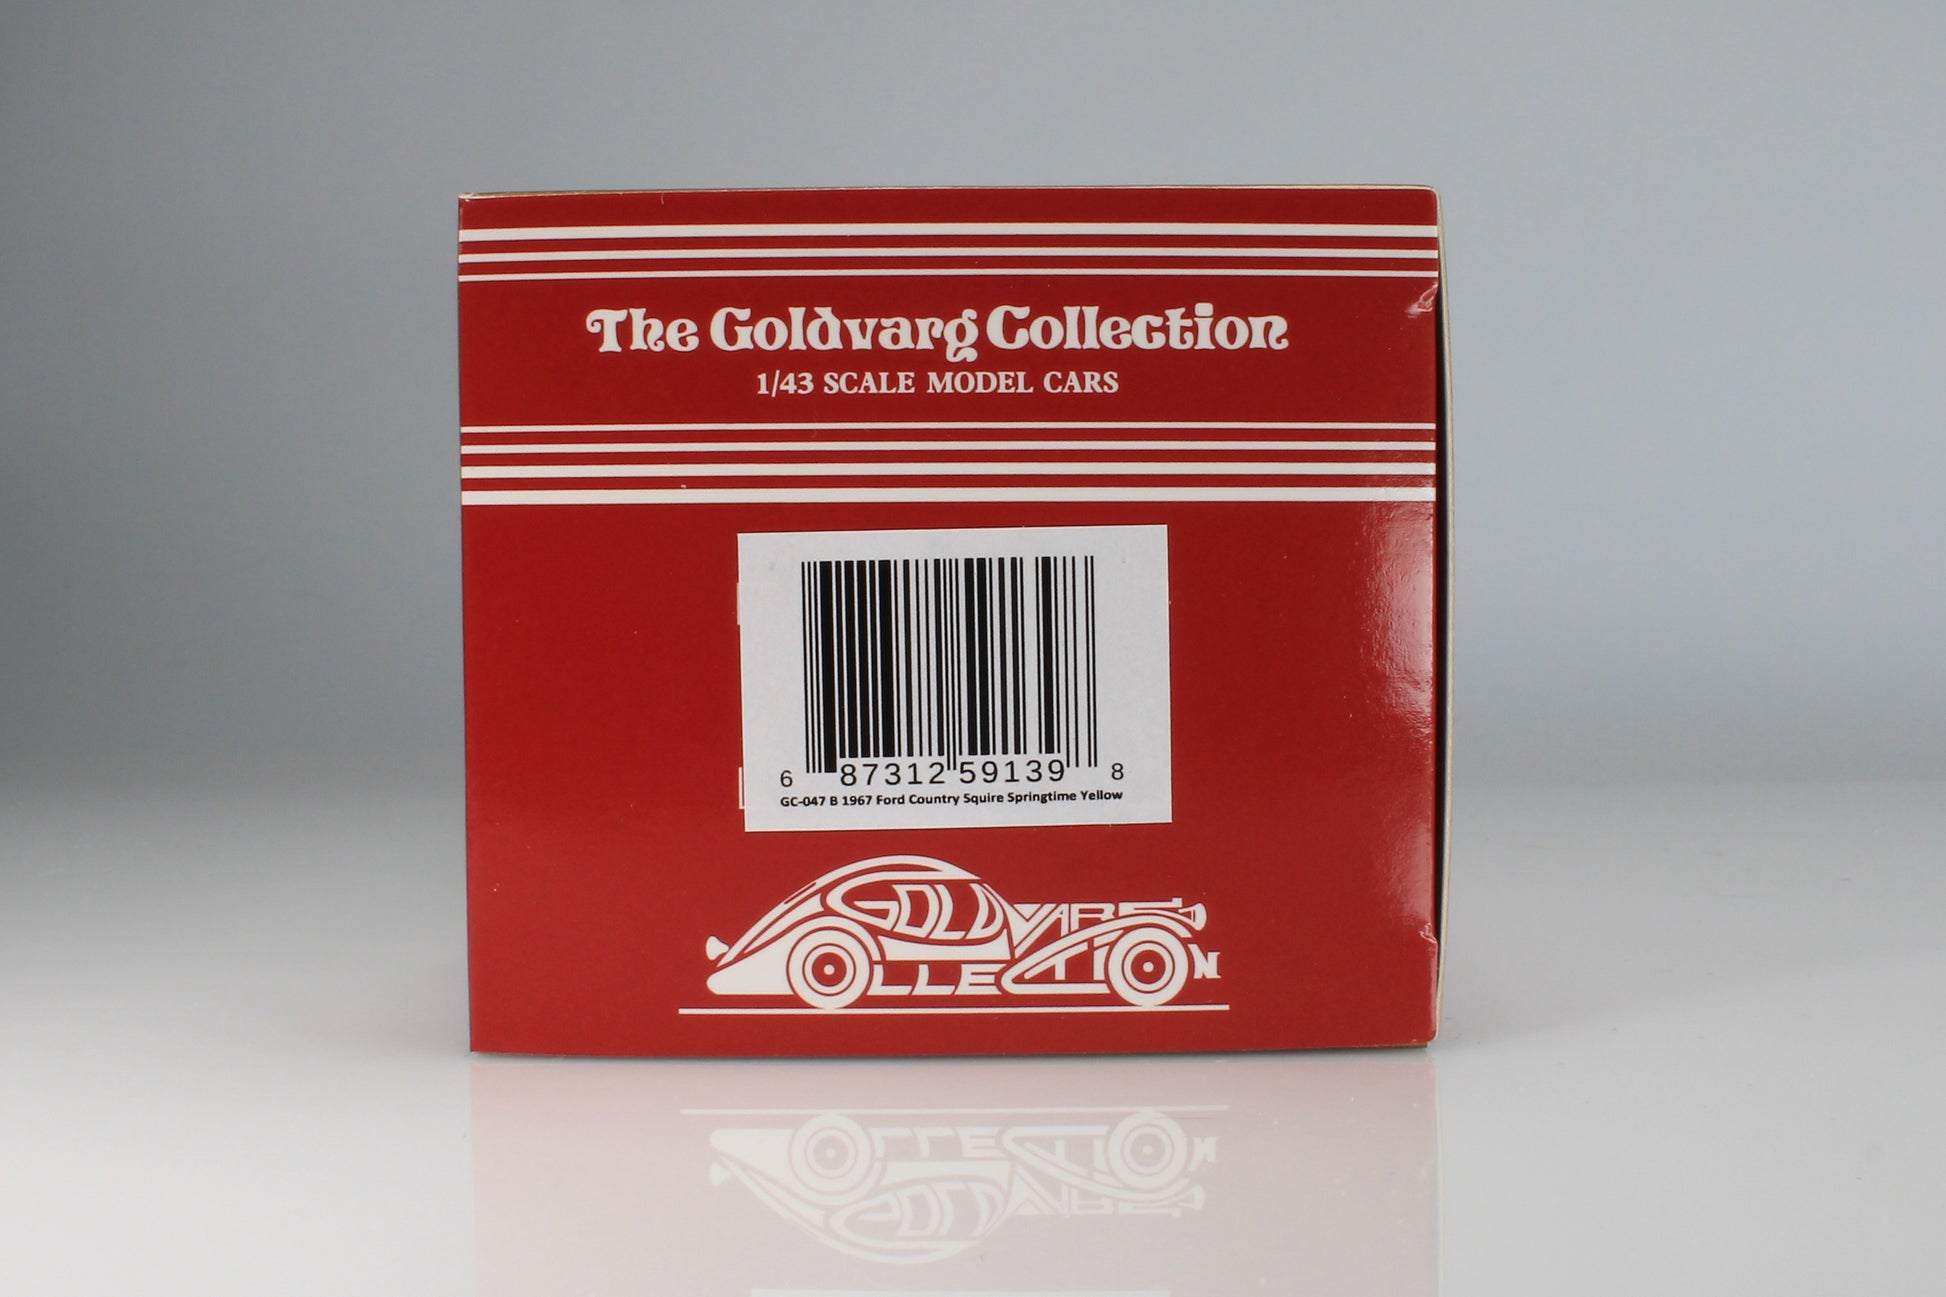 The Goldvarg Collection
1/43 SCALE MODEL CARS
6 87312 59139 8
GC-047 B 1967 Ford Country Squire Springtime Yellow
GOLDVARG
COLLECTION